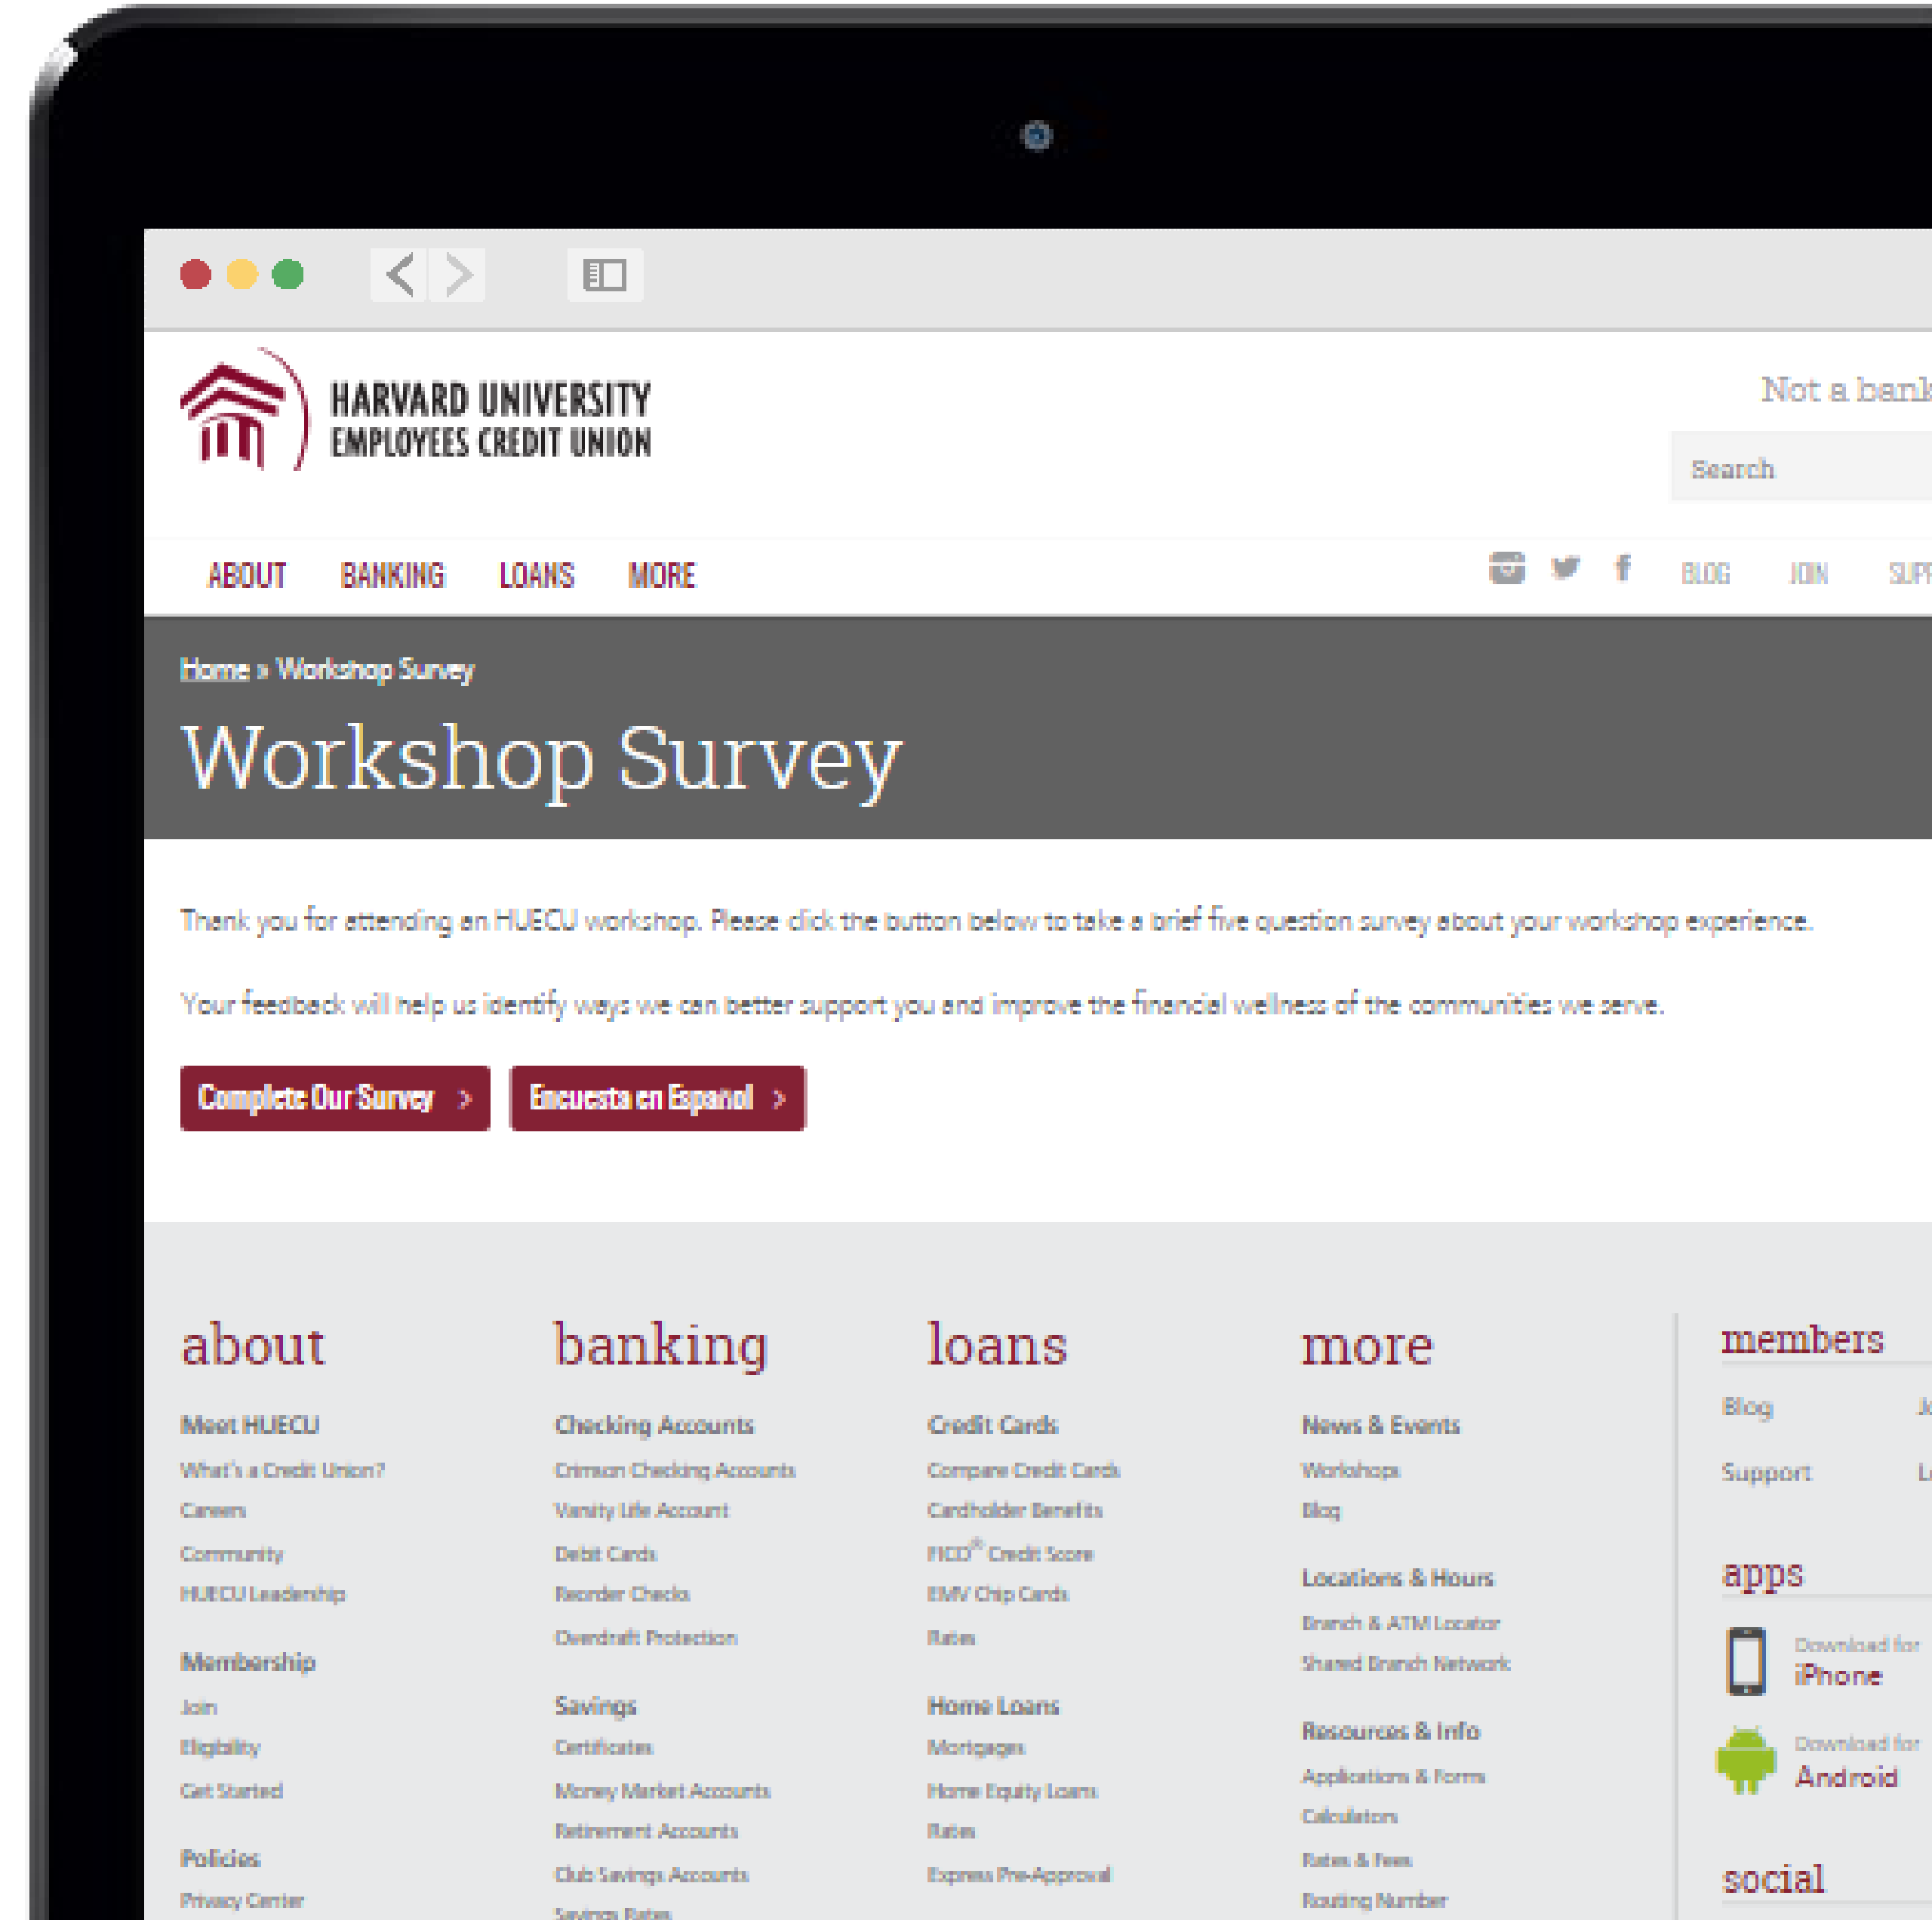 HARVARD UNIVERSITY
EMPLOYEES CREDIT UNION
Not a bank
Search
ABOUT BANKING LOANS MORE
f BLOG JOIN SUPP
Home » Workshop Survey
Workshop Survey
Thank you for attending an HUECU workshop. Please click the button below to take a brief five question survey about your workshop experience.
Your feedback will help us identify ways we can better support you and improve the financial wellness of the communities we serve.
Complete Our Survey > Encuesta en Español >
about
Meet HUECU
What's a Credit Union?
Careers
Community
HUECU Leadership
Membership
Join
Eligibility
Get Started
Policies
Privacy Center
banking
Checking Accounts
Crimson Checking Accounts
Varsity Life Account
Debit Cards
Reorder Checks
Overdraft Protection
Savings
Certificates
Money Market Accounts
Retirement Accounts
Club Savings Accounts
Savings Rates
loans
Credit Cards
Compare Credit Cards
Cardholder Benefits
FICO® Credit Score
EMV Chip Cards
Rates
Home Loans
Mortgages
Home Equity Loans
Rates
Express Pre-Approval
more
News & Events
Workshops
Blog
Locations & Hours
Branch & ATM Locator
Shared Branch Network
Resources & Info
Applications & Forms
Calculators
Rates & Fees
Routing Number
members
Blog
Support
apps
Download for
iPhone
Download for
Android
social